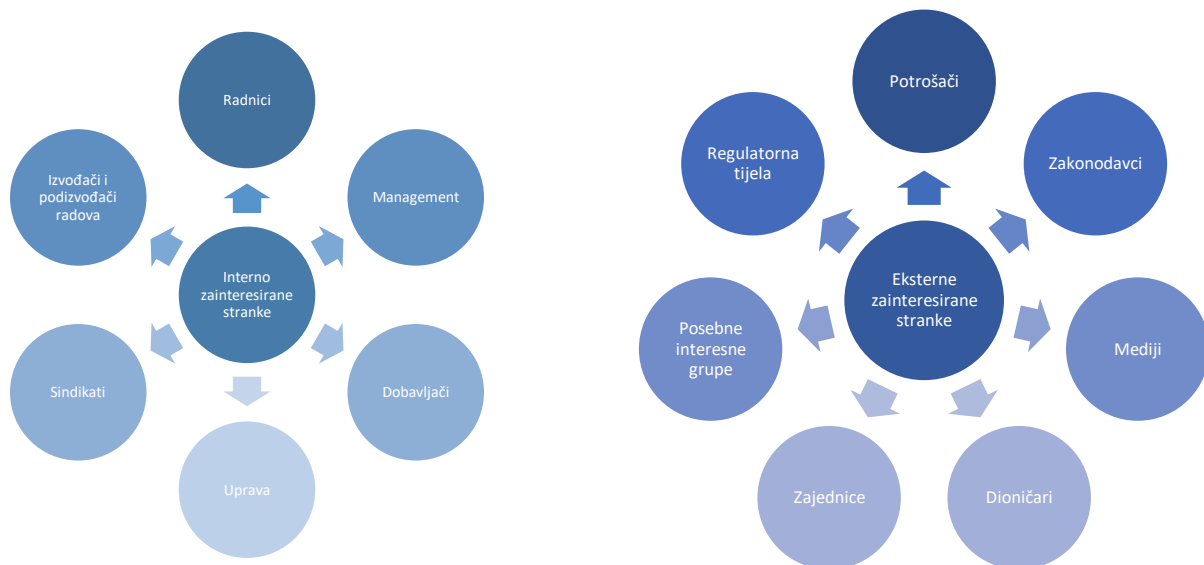 Radnici
Management
Dobavljači
Uprava
Sindikati
Izvođači i
podizvođači
radova
Interno
zainteresirane
stranke
Potrošači
Zakonodavci
Mediji
Dioničari
Zajednice
Posebne
interesne
grupe
Regulatorna
tijela
Eksterne
zainteresirane
stranke